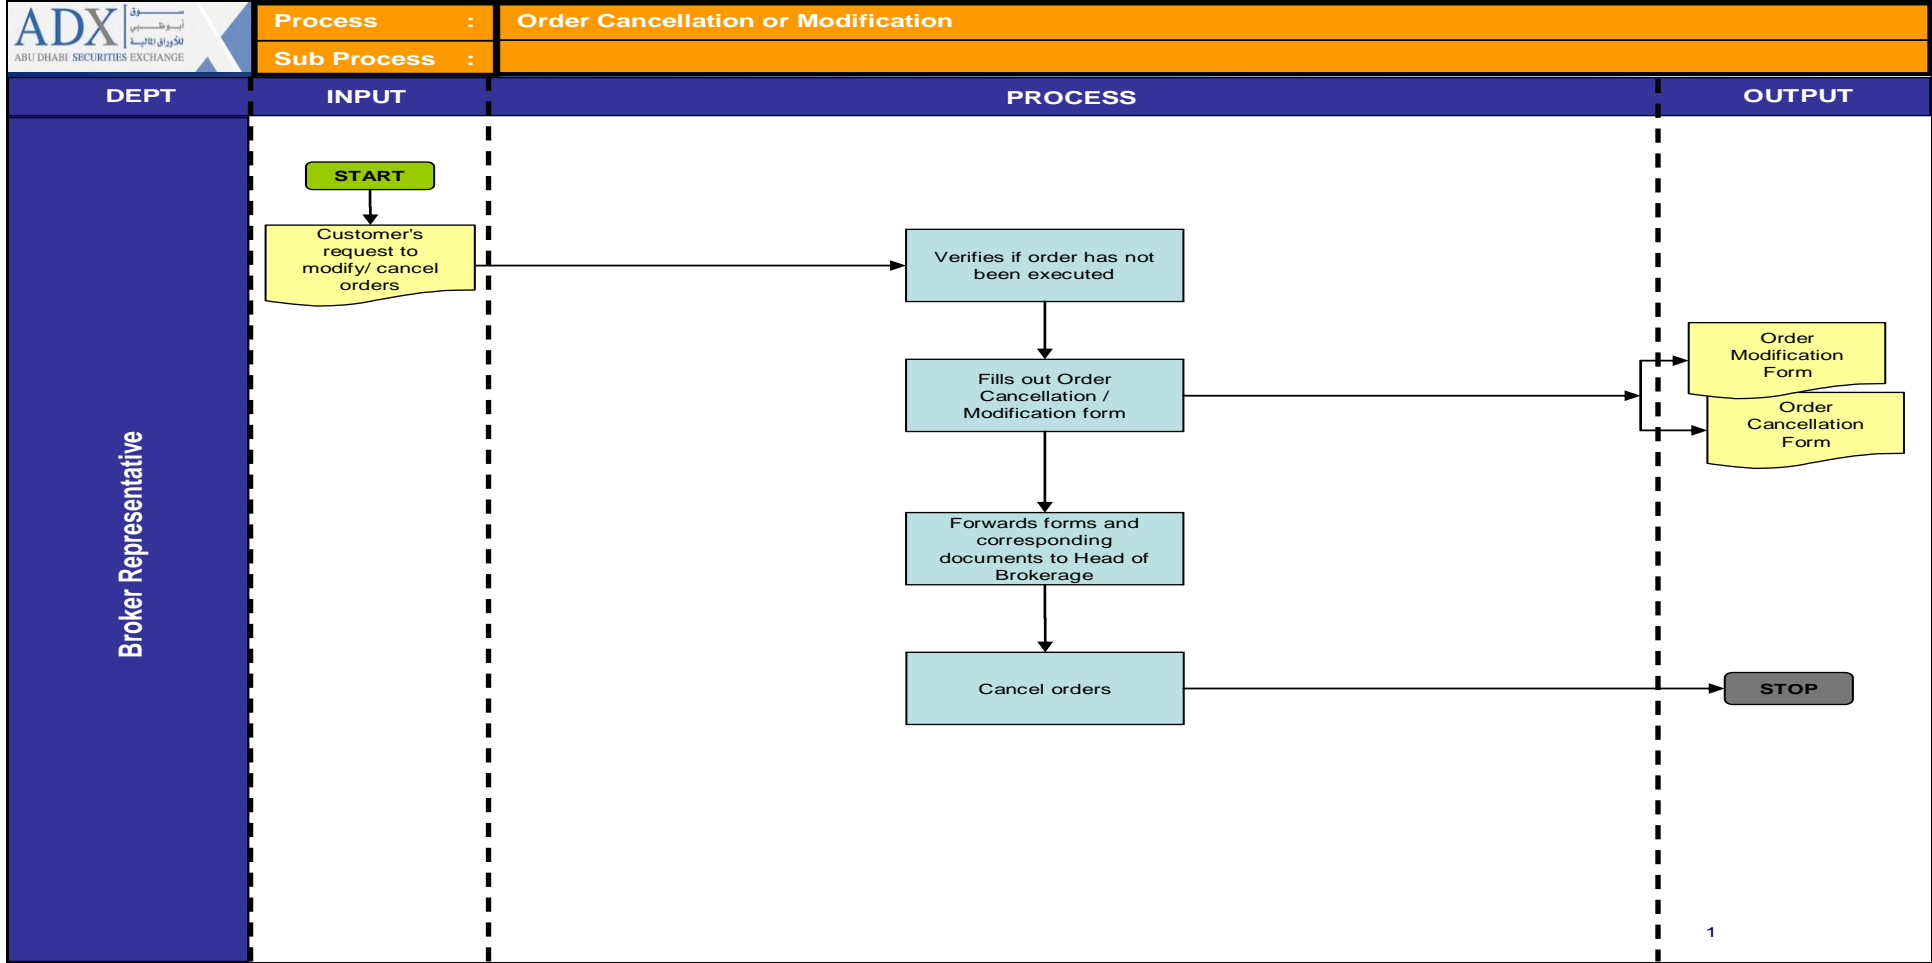 ADX
سوق
أبوظبي
للأوراق المالية
ABU DHABI SECURITIES EXCHANGE
Process :
Order Cancellation or Modification
Sub Process :
DEPT
INPUT
PROCESS
OUTPUT
Broker Representative
START
Customer's
request to
modify/ cancel
orders
Verifies if order has not
been executed
Fills out Order
Cancellation /
Modification form
Order
Modification
Form
Order
Cancellation
Form
Forwards forms and
corresponding
documents to Head of
Brokerage
Cancel orders
STOP
1